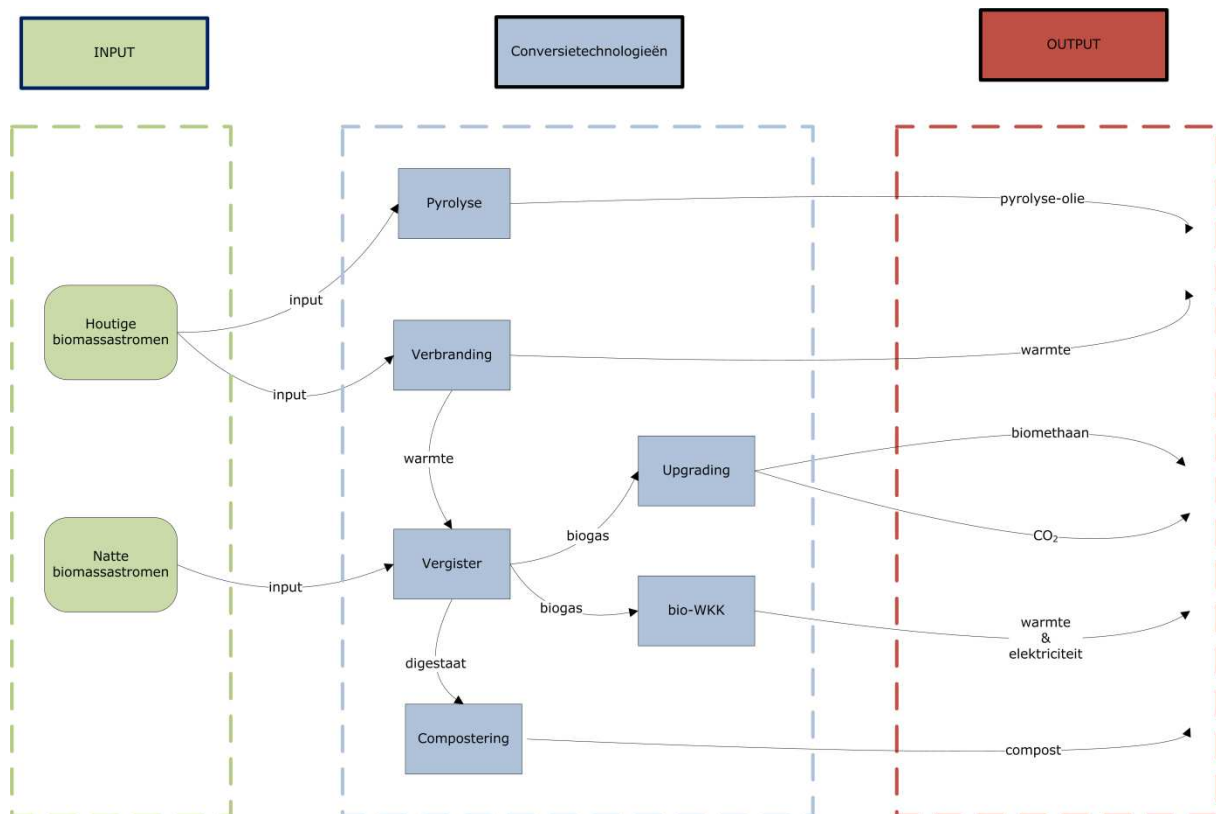 INPUT
Conversietechnologieën
OUTPUT
Pyrolyse
pyrolyse-olie
input
Houtige
biomassastromen
Verbranding
warmte
input
biomethaan
warmte
Upgrading
biogas
CO₂
Natte
biomassastromen
Vergister
input
biogas
bio-WKK
warmte
&
elektriciteit
digestaat
Compostering
compost